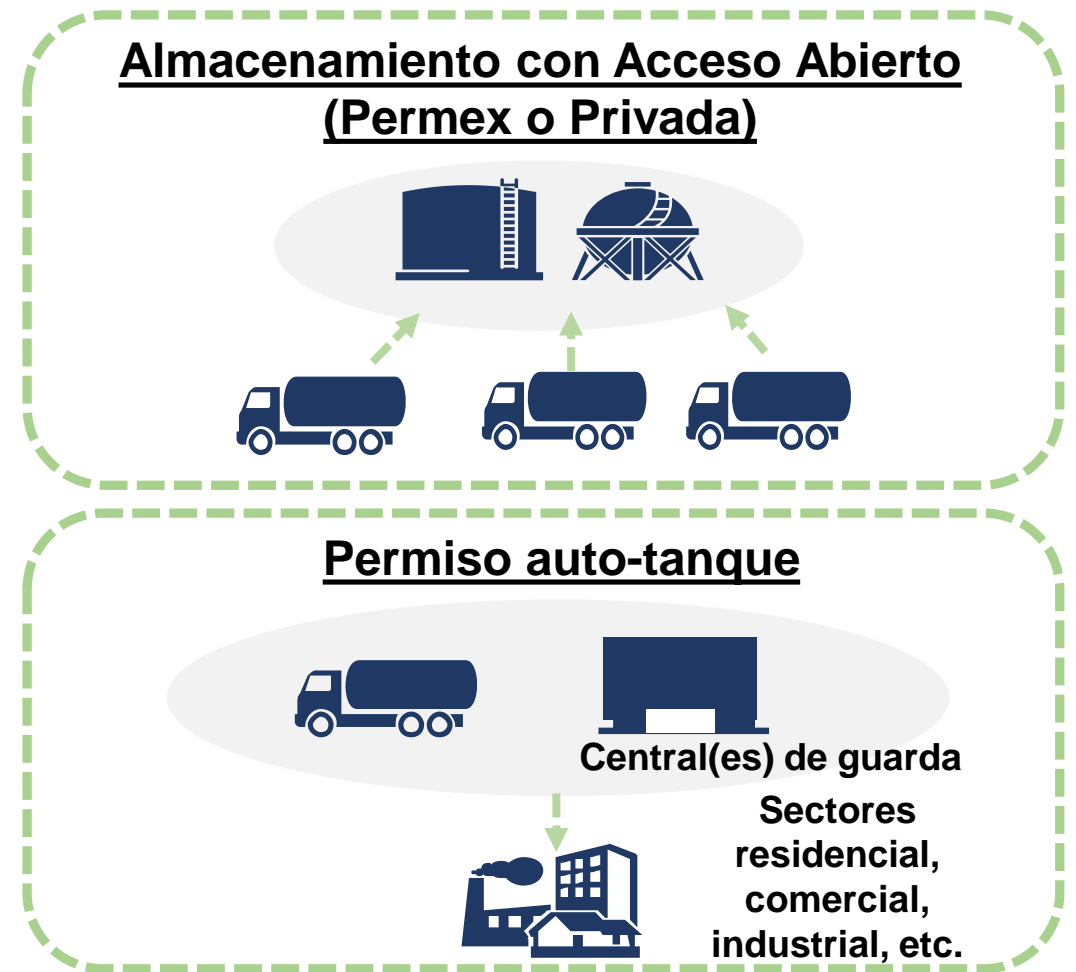 Almacenamiento con Acceso Abierto
(Permex o Privada)
Permiso auto-tanque
Central(es) de guarda
Sectores
residencial,
comercial,
industrial, etc.